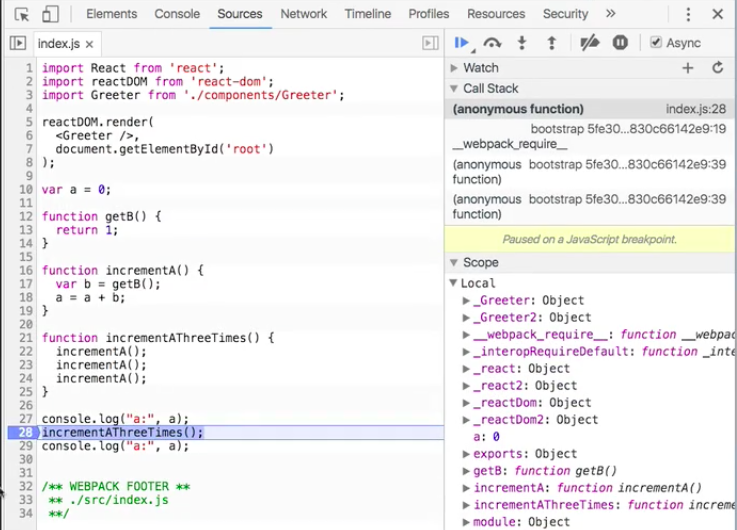 Elements Console Sources Network Timeline Profiles Resources Security »
index.js ×
Async
1 import React from 'react';
2 import reactDOM from 'react-dom';
3 import Greeter from './components/Greeter';
4
5 reactDOM.render(
6 <Greeter />,
7 document.getElementById('root')
8 );
9
10 var a = 0;
11
12 function getB() {
13 return 1;
14 }
15
16 function incrementA() {
17 var b = getB();
18 a = a + b;
19 }
20
21 function incrementAThreeTimes() {
22 incrementA();
23 incrementA();
24 incrementA();
25 }
26
27 console.log("a:", a);
28 incrementAThreeTimes();
29 console.log("a:", a);
30
31
32 /** WEBPACK FOOTER **
33 ** ./src/index.js
34 **/
Watch
Call Stack
(anonymous function) index.js:28
bootstrap 5fe30...830c66142e9:19
__webpack_require__
(anonymous bootstrap 5fe30...830c66142e9:39
function)
(anonymous bootstrap 5fe30...830c66142e9:39
function)
Paused on a JavaScript breakpoint.
Scope
Local
_Greeter: Object
_Greeter2: Object
__webpack_require__: function __webpac
_interopRequireDefault: function _inte
_react: Object
_react2: Object
_reactDom: Object
_reactDom2: Object
a: 0
exports: Object
getB: function getB()
incrementA: function incrementA()
incrementAThreeTimes: function increme
module: Object